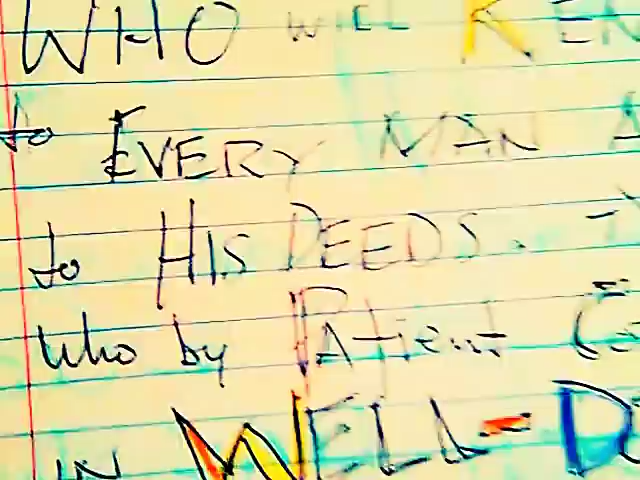 WHO WILL
to EVERY MAN
to HIS DEEDS.
who by PAtient
IN WELL-